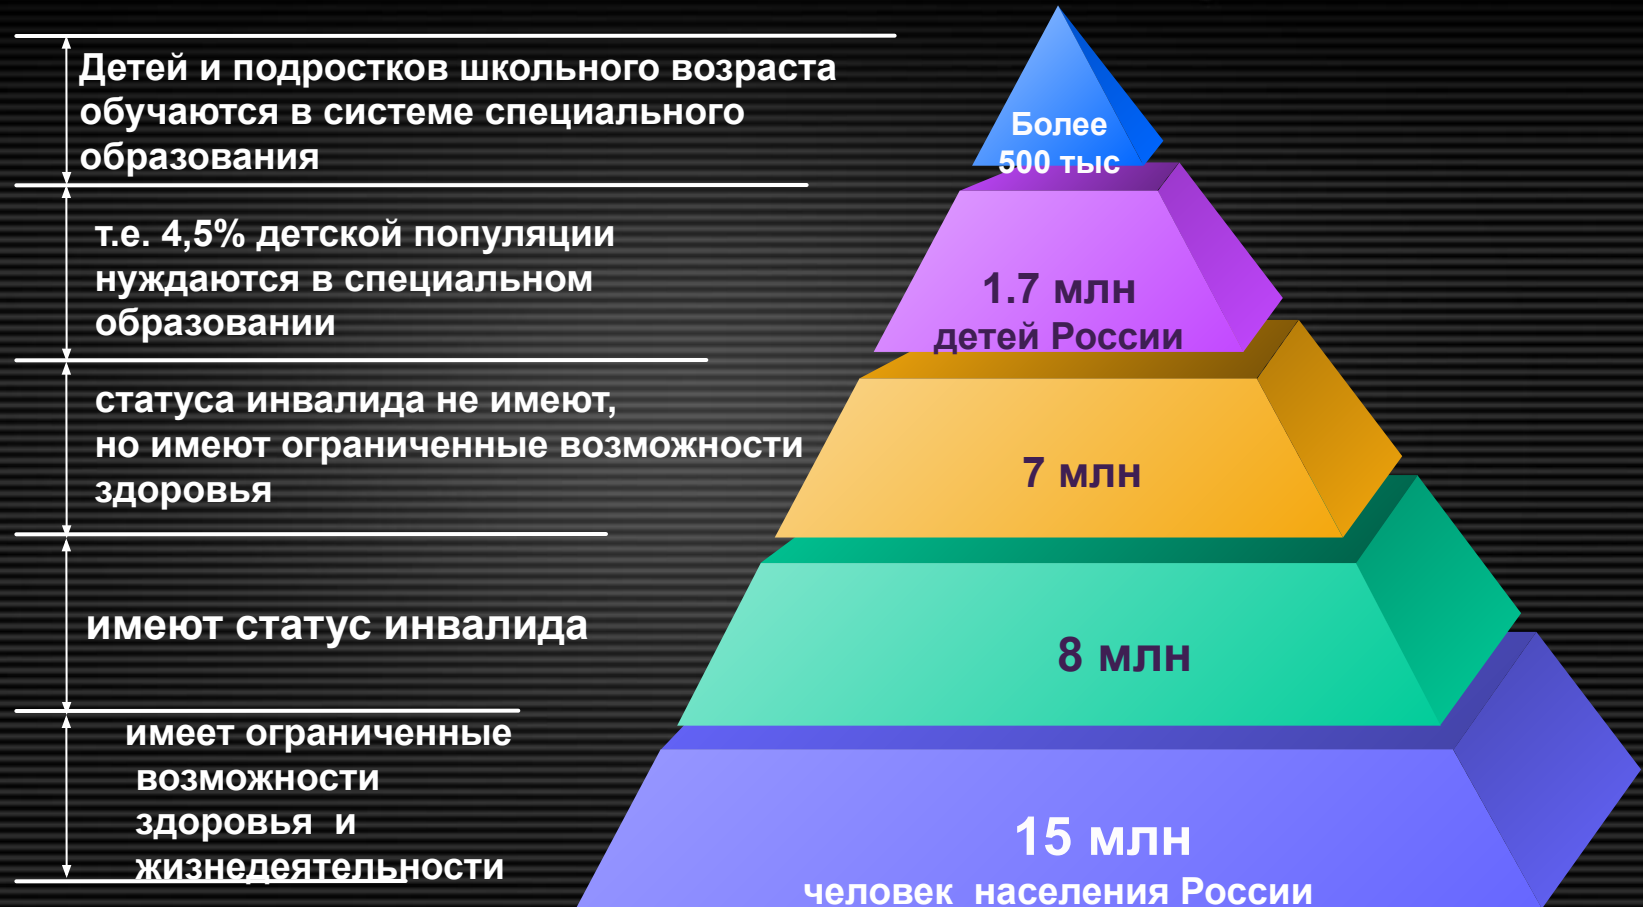 Детей и подростков школьного возраста
обучаются в системе специального
образования
Более
500 тыс
т.е. 4,5% детской популяции
нуждаются в специальном
образовании
1.7 млн
детей России
статуса инвалида не имеют,
но имеют ограниченные возможности
здоровья
7 млн
имеют статус инвалида
8 млн
имеет ограниченные
возможности
здоровья и
жизнедеятельности
15 млн
человек населения России